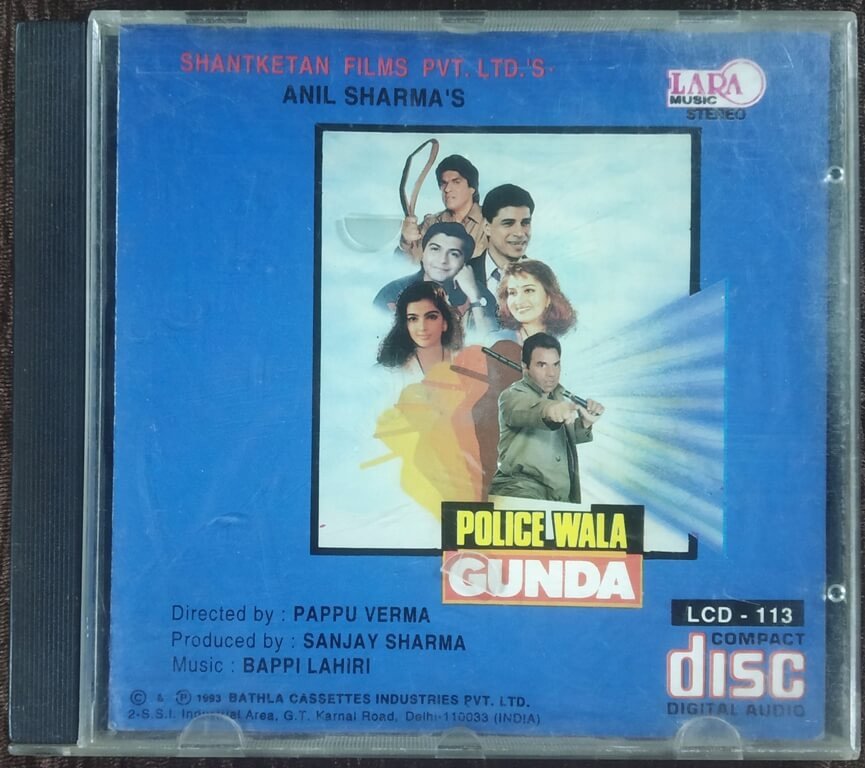 SHANTKETAN FILMS PVT. LTD.'S
ANIL SHARMA'S
LARA
MUSIC
STEREO
POLICE WALA
GUNDA
Directed by : PAPPU VERMA
Produced by : SANJAY SHARMA
Music : BAPPI LAHIRI
© & ℗ 1993 BATHLA CASSETTES INDUSTRIES PVT. LTD.
2-S.S.I. Area, G.T. Karnal Road, Delhi-110033 (INDIA)
LCD - 113
COMPACT
disc
DIGITAL AUDIO